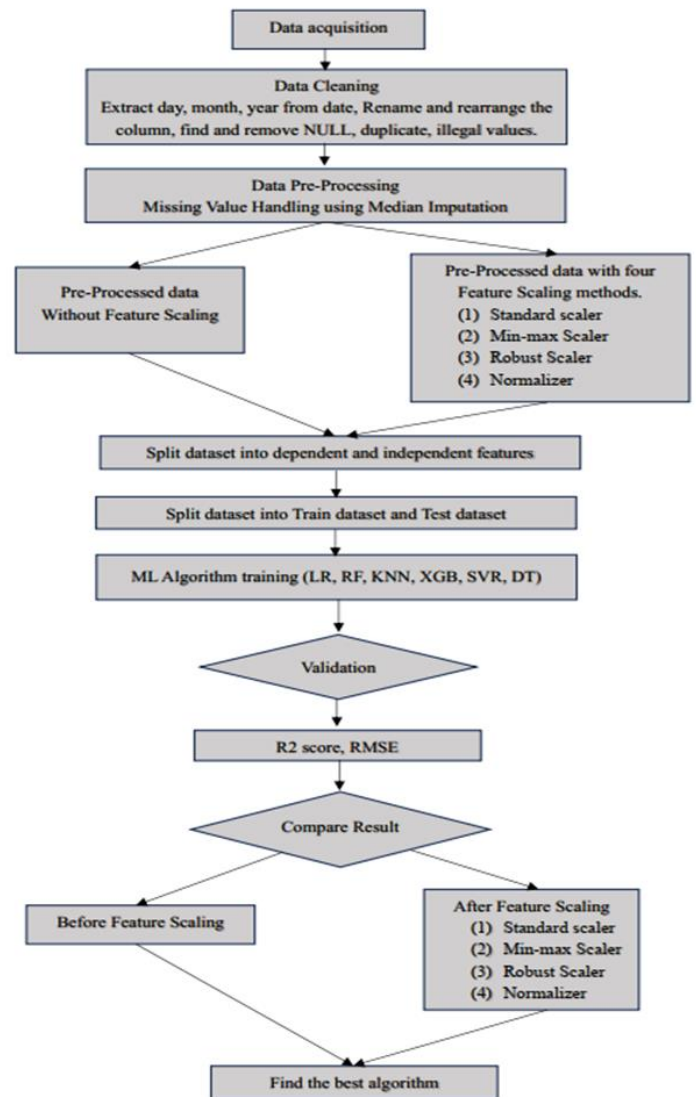 Data acquisition
Data Cleaning
Extract day, month, year from date, Rename and rearrange the
column, find and remove NULL, duplicate, illegal values.
Data Pre-Processing
Missing Value Handling using Median Imputation
Pre-Processed data
Without Feature Scaling
Pre-Processed data with four
Feature Scaling methods.
(1) Standard scaler
(2) Min-max Scaler
(3) Robust Scaler
(4) Normalizer
Split dataset into dependent and independent features
Split dataset into Train dataset and Test dataset
ML Algorithm training (LR, RF, KNN, XGB, SVR, DT)
Validation
R2 score, RMSE
Compare Result
Before Feature Scaling
After Feature Scaling
(1) Standard scaler
(2) Min-max Scaler
(3) Robust Scaler
(4) Normalizer
Find the best algorithm